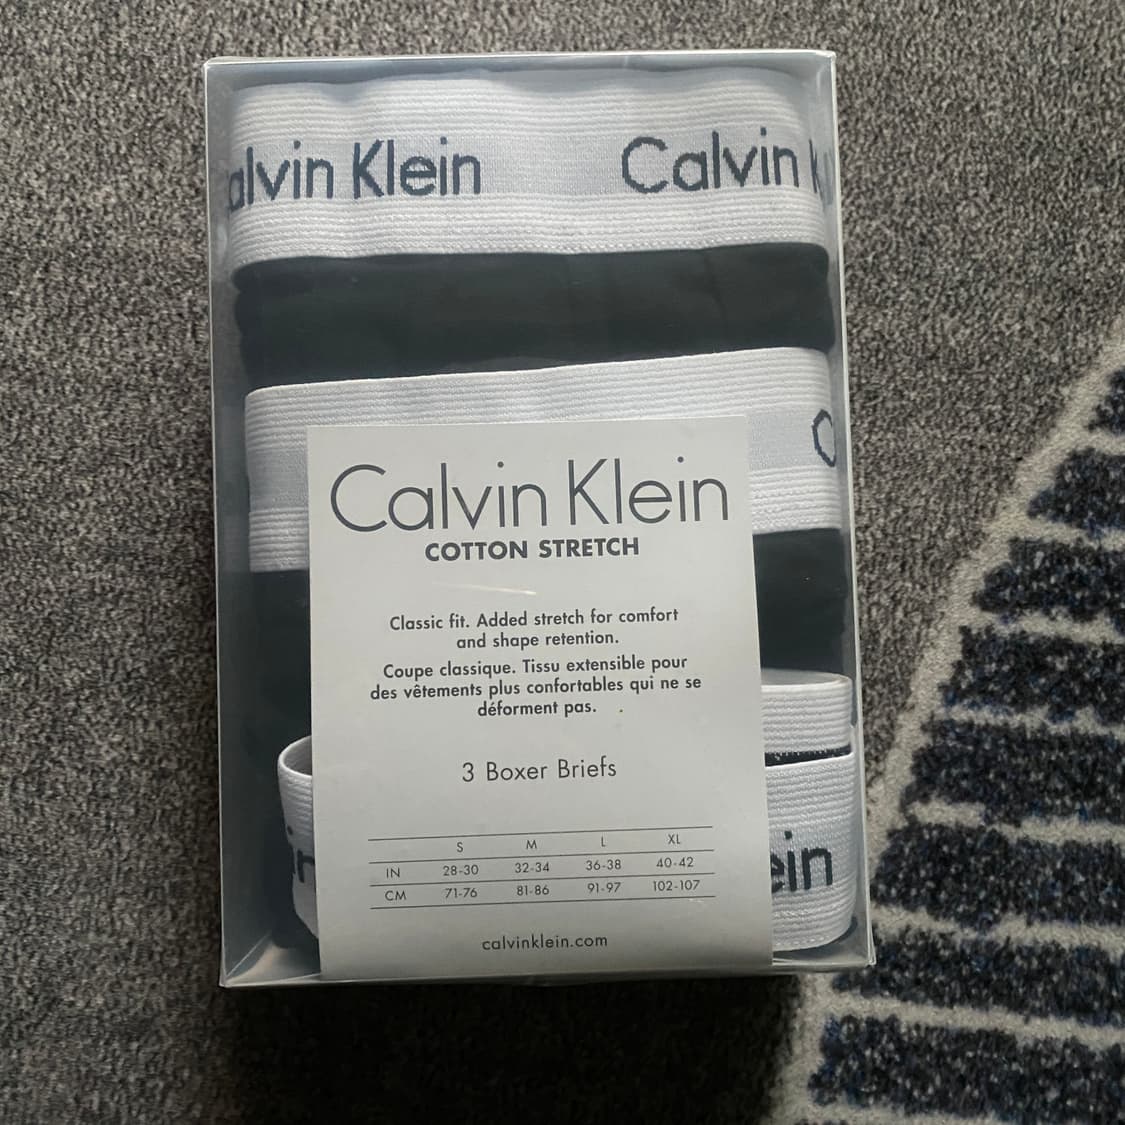 alvin Klein Calvin K
C
Calvin Klein
COTTON STRETCH
Classic fit. Added stretch for comfort
and shape retention.
Coupe classique. Tissu extensible pour
des vêtements plus confortables qui ne se
déforment pas.
3 Boxer Briefs
S M L XL
IN 28-30 32-34 36-38 40-42
CM 71-76 81-86 91-97 102-107
in ein
calvinklein.com